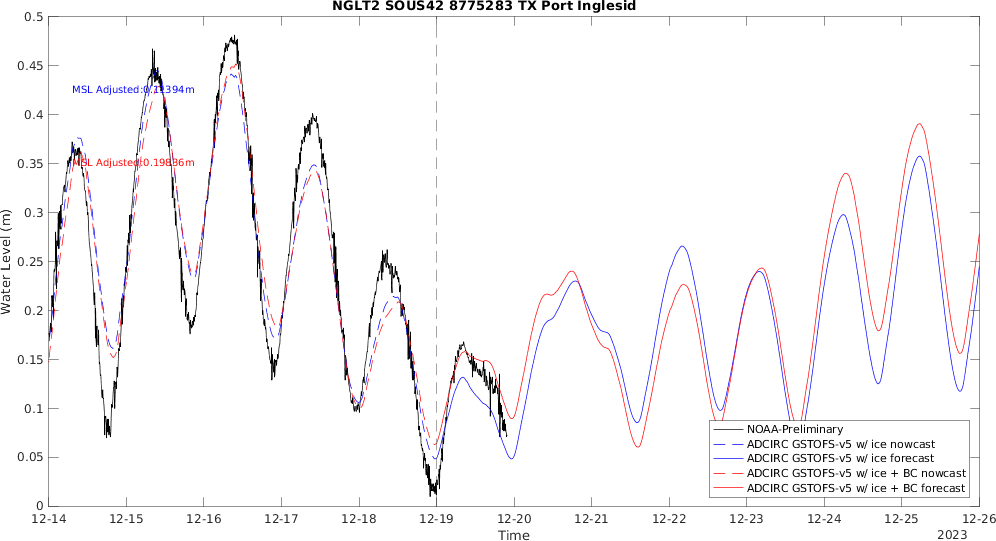 NGLT2 SOUS42 8775283 TX Port Inglesid
Water Level (m)
0.5
0.45
0.4
0.35
0.3
0.25
0.2
0.15
0.1
0.05
0
MSL Adjusted:0.12394m
MSL Adjusted:0.19836m
NOAA-Preliminary
ADCIRC GSTOFS-v5 w/ ice nowcast
ADCIRC GSTOFS-v5 w/ ice forecast
ADCIRC GSTOFS-v5 w/ ice + BC nowcast
ADCIRC GSTOFS-v5 w/ ice + BC forecast
12-14 12-15 12-16 12-17 12-18 12-19 12-20 12-21 12-22 12-23 12-24 12-25 12-26
Time
2023